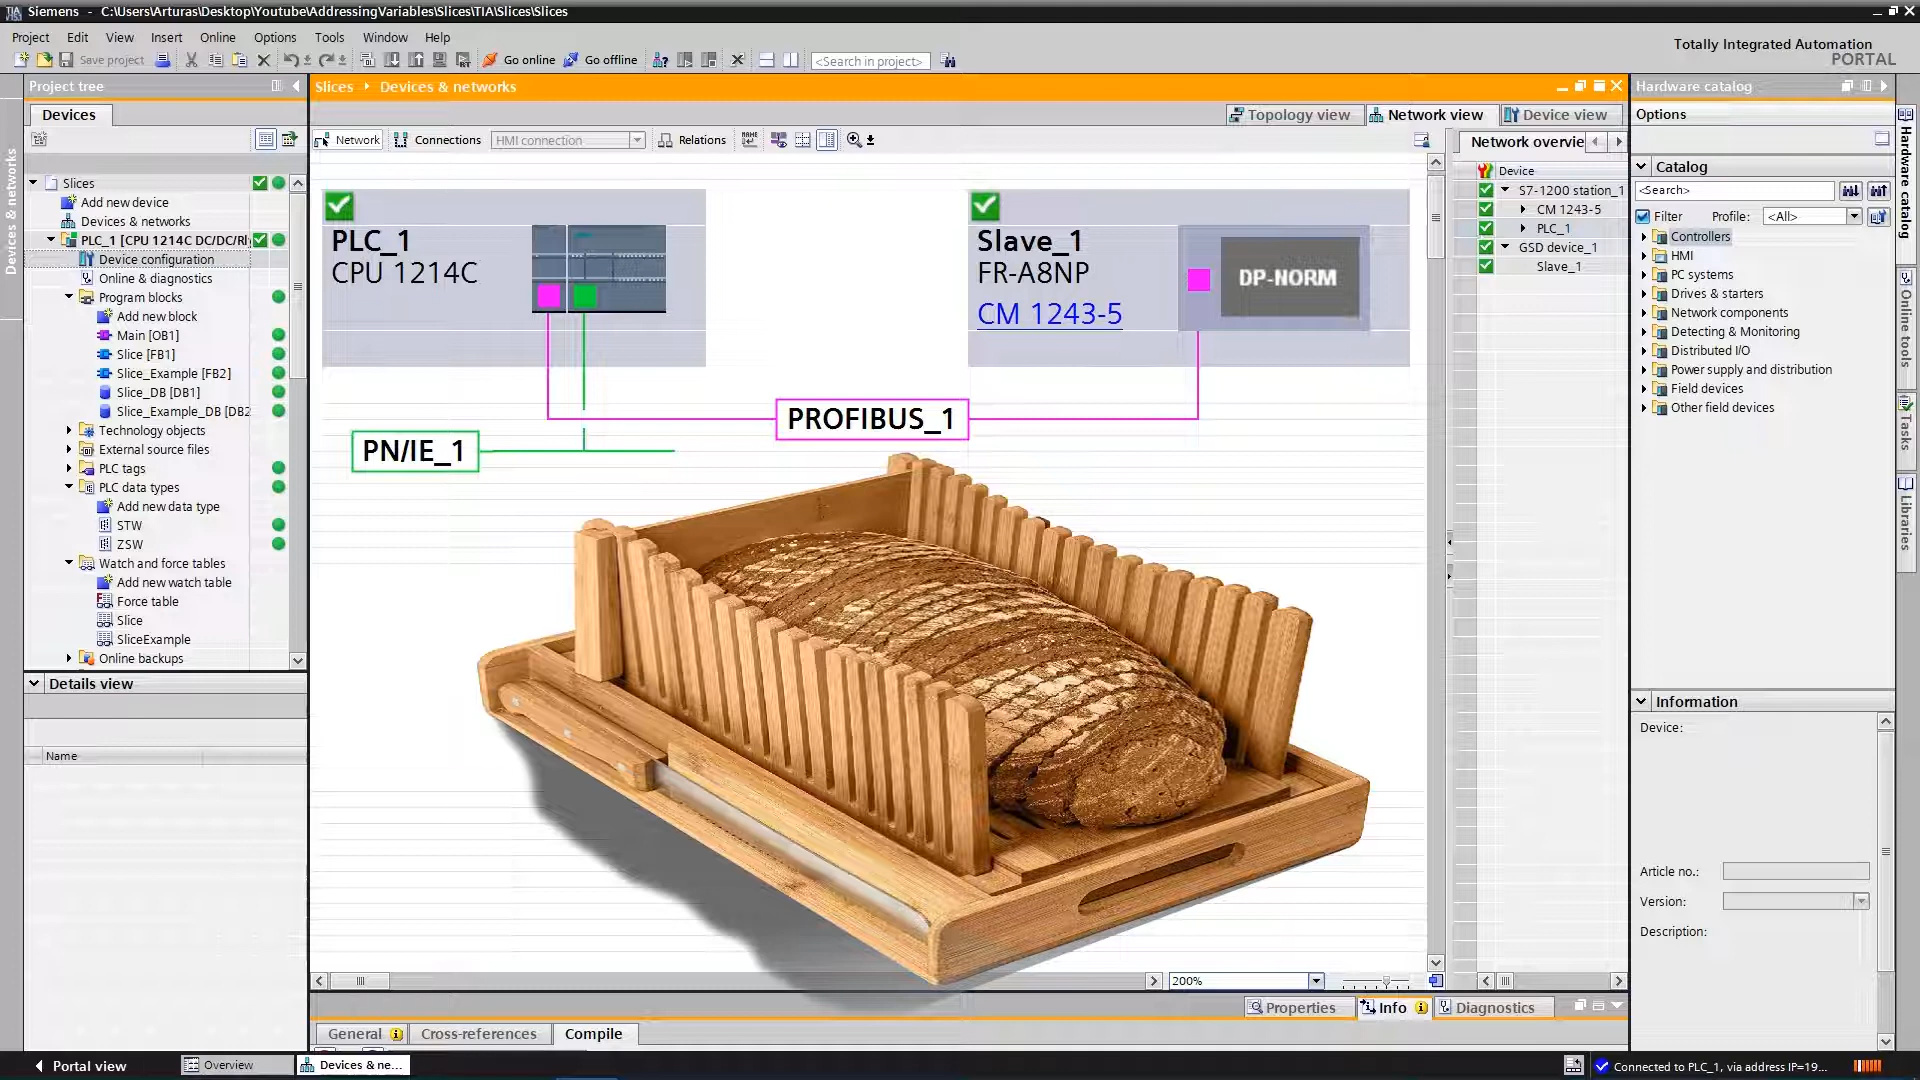 Siemens - C:\Users\Arturas\Desktop\Youtube\AddressingVariables\Slices\TIA\Slices\Slices
Project Edit View Insert Online Options Tools Window Help
Totally Integrated Automation
PORTAL
Save project
Go online
Go offline
<Search in project>
Project tree
Slices
Devices & networks
Hardware catalog
Devices
Topology view
Network view
Device view
Options
Network
Connections
HMI connection
Relations
Network overvie
Device
S7-1200 station_1
CM 1243-5
PLC_1
GSD device_1
Slave_1
Catalog
<Search>
Filter
Profile:
<All>
Controllers
HMI
PC systems
Drives & starters
Network components
Detecting & Monitoring
Distributed I/O
Power supply and distribution
Field devices
Other field devices
Devices & networks
Slices
Add new device
Devices & networks
PLC_1 [CPU 1214C DC/DC/Rl
Device configuration
Online & diagnostics
Program blocks
Add new block
Main [OB1]
Slice [FB1]
Slice_Example [FB2]
Slice_DB [DB1]
Slice_Example_DB [DB2
Technology objects
External source files
PLC tags
PLC data types
Add new data type
STW
ZSW
Watch and force tables
Add new watch table
Force table
Slice
SliceExample
Online backups
PLC_1
CPU 1214C
Slave_1
FR-A8NP
CM 1243-5
DP-NORM
PROFIBUS_1
PN/IE_1
Details view
Name
Hardware catalog
Online tools
Tasks
Libraries
Information
Device:
Article no.:
Version:
Description:
200%
Properties
Info
Diagnostics
General
Cross-references
Compile
Portal view
Overview
Devices & ne...
Connected to PLC_1, via address IP=19...